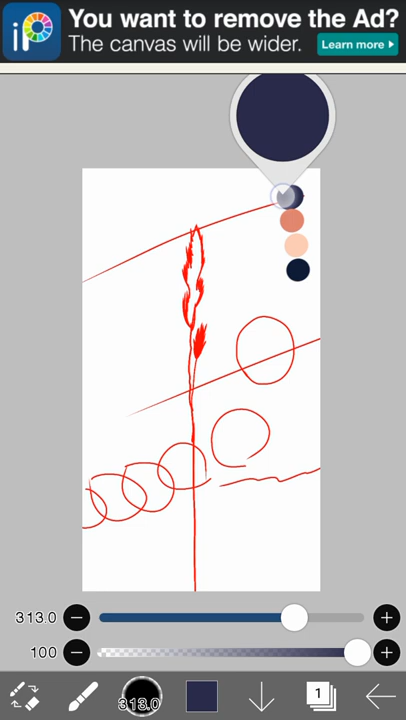 iP
You want to remove the Ad?
The canvas will be wider.
Learn more
313.0
100
313.0
1